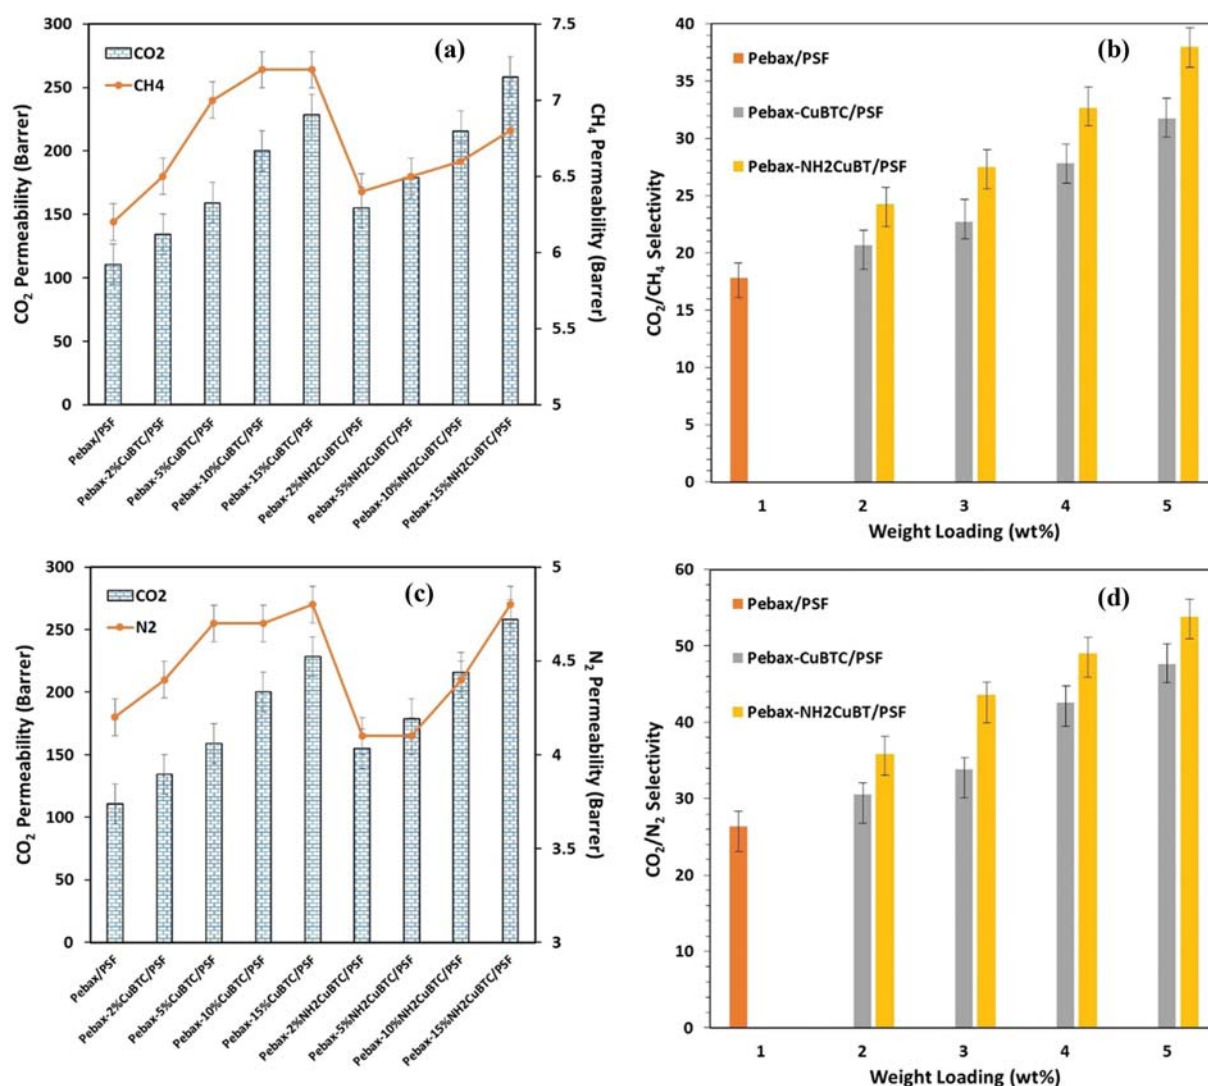 (a)
CO2
CH4
CO₂ Permeability (Barrer)
300
250
200
150
100
50
0
7.5
7
6.5
6
5.5
5
CH₄ Permeability (Barrer)
Pebax/PSF
Pebax-2%CuBTC/PSF
Pebax-5%CuBTC/PSF
Pebax-10%CuBTC/PSF
Pebax-15%CuBTC/PSF
Pebax-2%NH2CuBTC/PSF
Pebax-5%NH2CuBTC/PSF
Pebax-10%NH2CuBTC/PSF
Pebax-15%NH2CuBTC/PSF
(b)
Pebax/PSF
Pebax-CuBTC/PSF
Pebax-NH2CuBT/PSF
CO₂/CH₄ Selectivity
40
35
30
25
20
15
10
5
0
1 2 3 4 5
Weight Loading (wt%)
(c)
CO2
N2
CO₂ Permeability (Barrer)
300
250
200
150
100
50
0
5
4.5
4
3.5
3
N₂ Permeability (Barrer)
Pebax/PSF
Pebax-2%CuBTC/PSF
Pebax-5%CuBTC/PSF
Pebax-10%CuBTC/PSF
Pebax-15%CuBTC/PSF
Pebax-2%NH2CuBTC/PSF
Pebax-5%NH2CuBTC/PSF
Pebax-10%NH2CuBTC/PSF
Pebax-15%NH2CuBTC/PSF
(d)
Pebax/PSF
Pebax-CuBTC/PSF
Pebax-NH2CuBT/PSF
CO₂/N₂ Selectivity
60
50
40
30
20
10
0
1 2 3 4 5
Weight Loading (wt%)